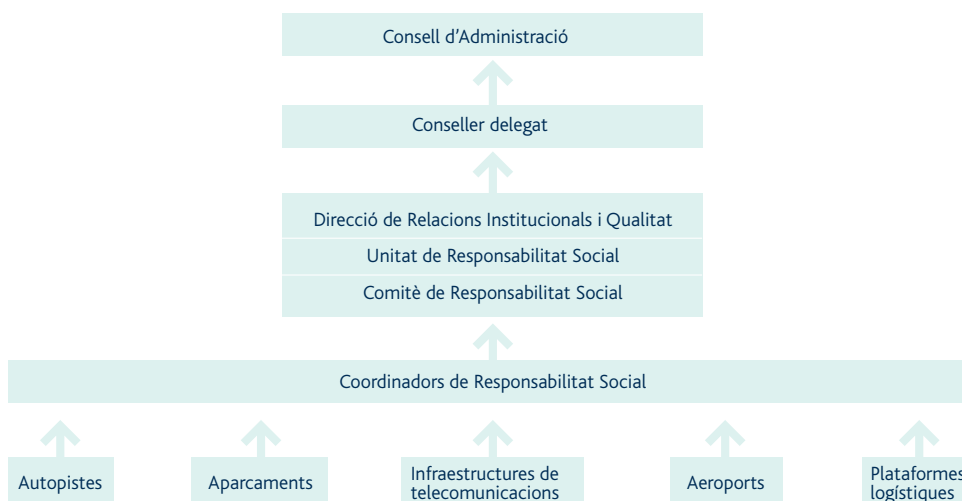 Consell d’Administració
Conseller delegat
Direcció de Relacions Institucionals i Qualitat
Unitat de Responsabilitat Social
Comitè de Responsabilitat Social
Coordinadors de Responsabilitat Social
Autopistes
Aparcaments
Infraestructures de
telecomunicacions
Aeroports
Plataformes
logístiques